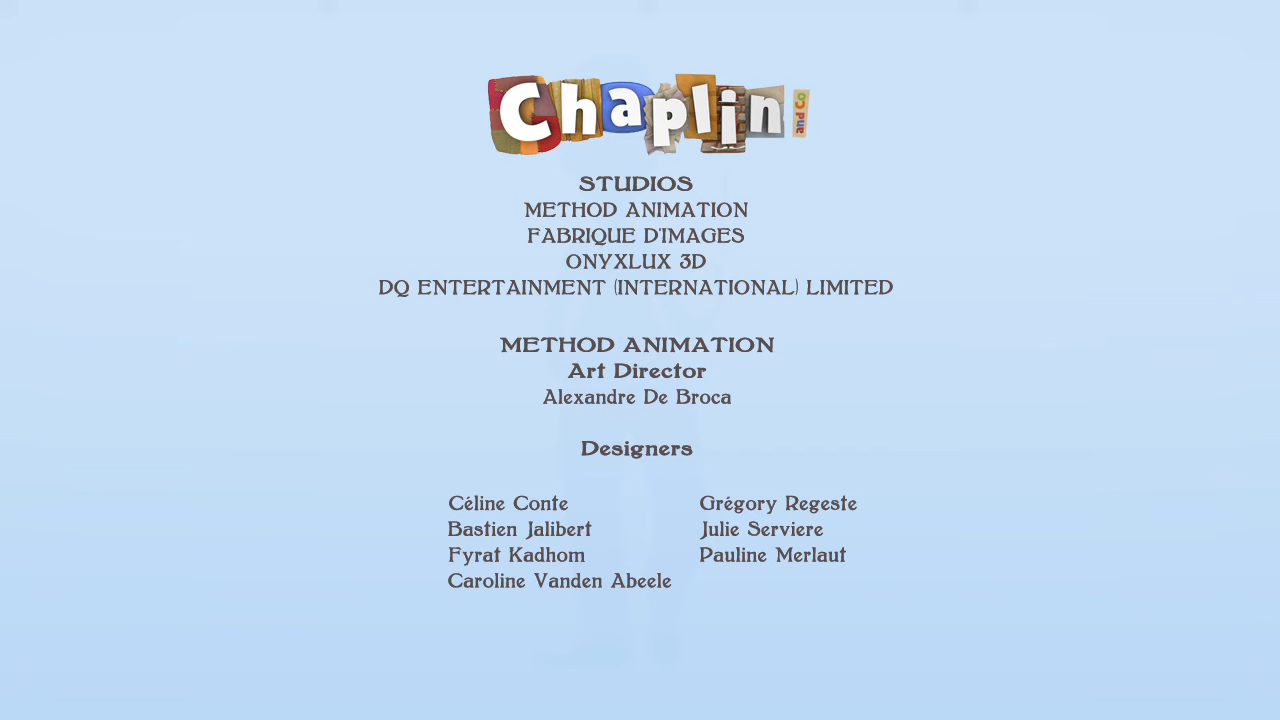 Chaplin and Co
STUDIOS
METHOD ANIMATION
FABRIQUE D'IMAGES
ONYXLUX 3D
DQ ENTERTAINMENT (INTERNATIONAL) LIMITED
METHOD ANIMATION
Art Director
Alexandre De Broca
Designers
Céline Conte
Bastien Jalibert
Fyrat Kadhom
Caroline Vanden Abeele
Grégory Regeste
Julie Serviere
Pauline Merlaut